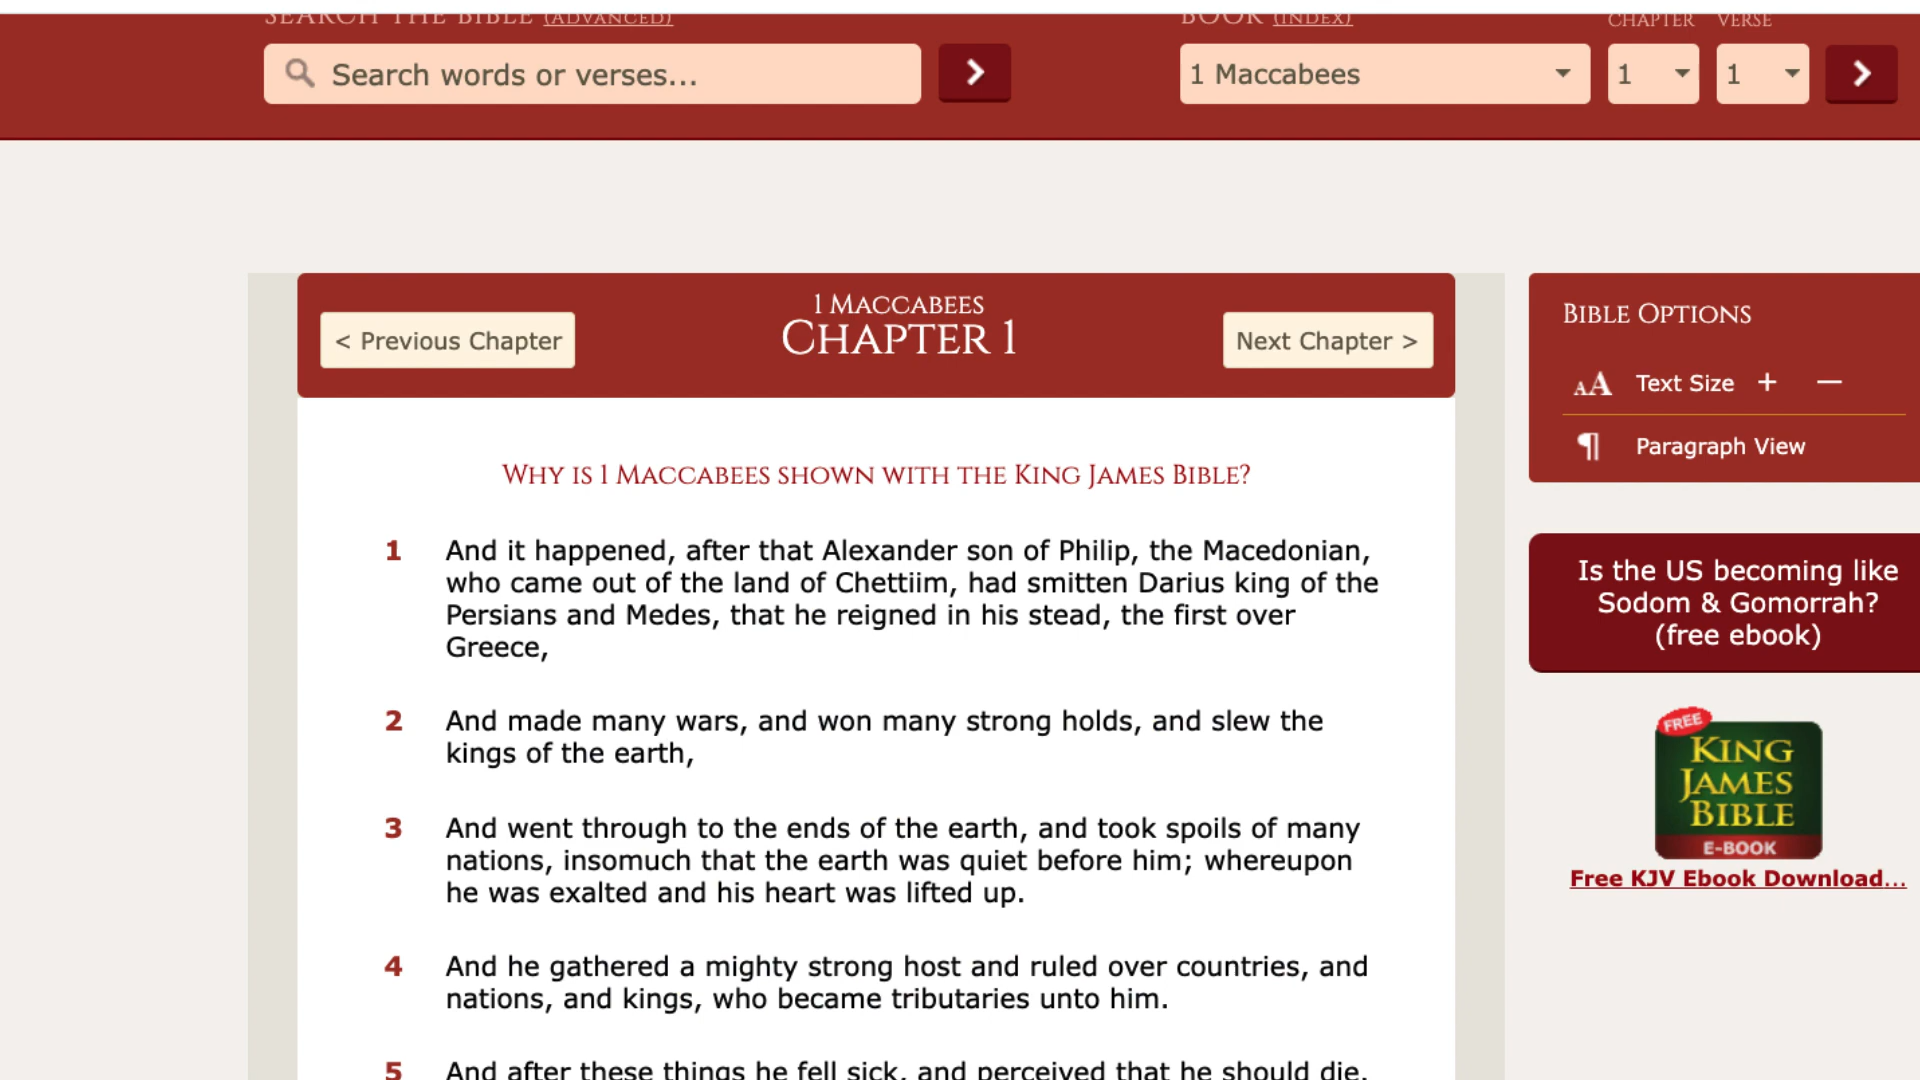 SEARCH THE BIBLE (ADVANCED)
BOOK (INDEX)
CHAPTER VERSE
Search words or verses...
1 Maccabees
1
1
1 Maccabees
Chapter 1
< Previous Chapter
Next Chapter >
Why is 1 Maccabees shown with the King James Bible?
1 And it happened, after that Alexander son of Philip, the Macedonian,
who came out of the land of Chettiim, had smitten Darius king of the
Persians and Medes, that he reigned in his stead, the first over
Greece,
2 And made many wars, and won many strong holds, and slew the
kings of the earth,
3 And went through to the ends of the earth, and took spoils of many
nations, insomuch that the earth was quiet before him; whereupon
he was exalted and his heart was lifted up.
4 And he gathered a mighty strong host and ruled over countries, and
nations, and kings, who became tributaries unto him.
5 And after these things he fell sick, and perceived that he should die.
Bible Options
AA Text Size + −
¶ Paragraph View
Is the US becoming like
Sodom & Gomorrah?
(free ebook)
FREE
KING
JAMES
BIBLE
E-BOOK
Free KJV Ebook Download...